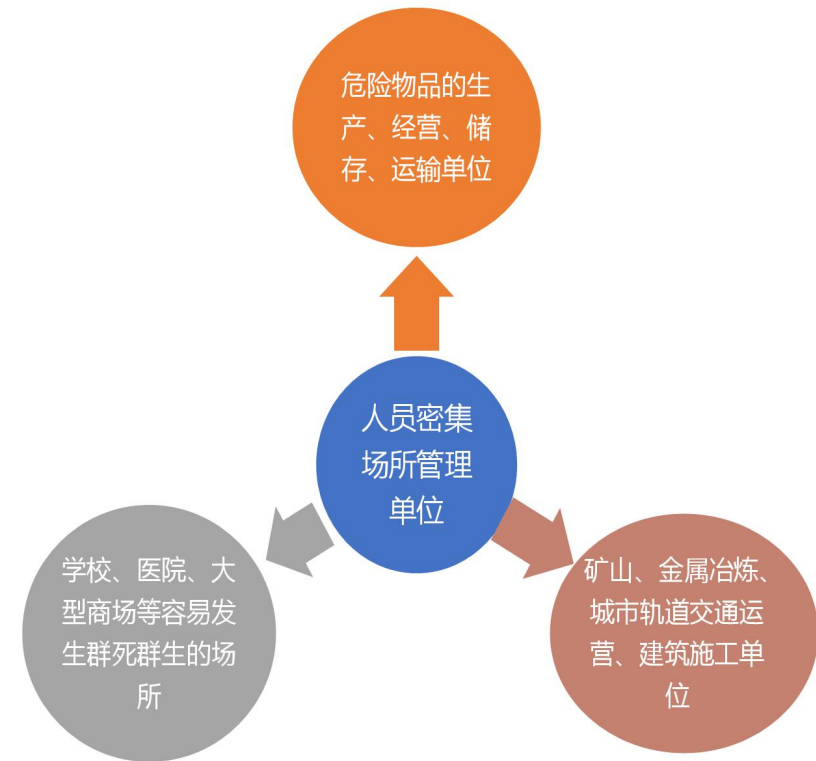 危险物品的生
产、经营、储
存、运输单位
人员密集
场所管理
单位
学校、医院、大
型商场等容易发
生群死群生的场
所
矿山、金属冶炼、
城市轨道交通运
营、建筑施工单
位